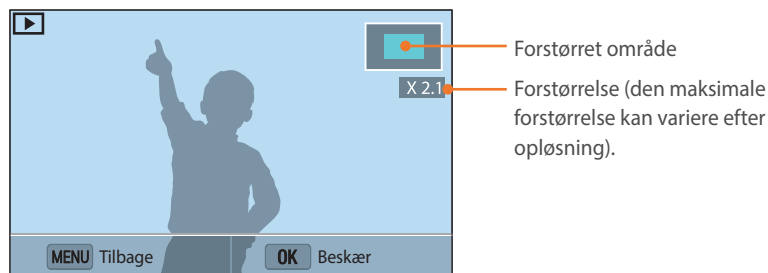 X 2.1
MENU Tilbage
OK Beskær
Forstørret område
Forstørrelse (den maksimale
forstørrelse kan variere efter
opløsning).